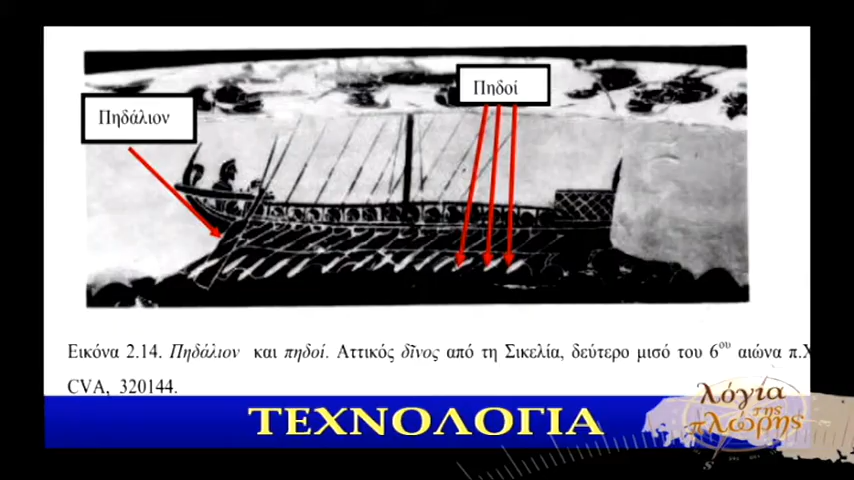 Πηδάλιον
Πηδοί
Εικόνα 2.14. Πηδάλιον και πηδοί. Αττικός δῖνος από τη Σικελία, δεύτερο μισό του 6ου αιώνα π.Χ
CVA, 320144.
ΤΕΧΝΟΛΟΓΙΑ
λόγια
της
πλώρης